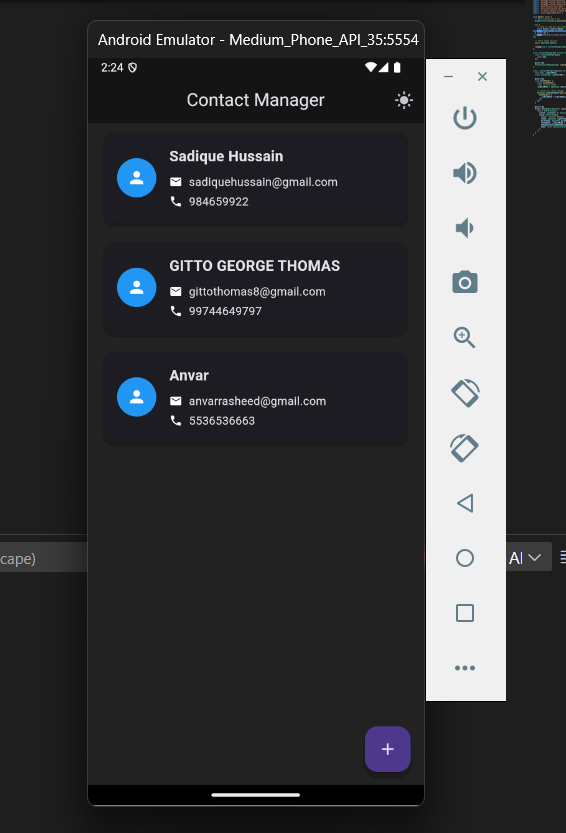 Android Emulator - Medium_Phone_API_35:5554
2:24
Contact Manager
Sadique Hussain
sadiquehussain@gmail.com
984659922
GITTO GEORGE THOMAS
gittothomas8@gmail.com
99744649797
Anvar
anvarrasheed@gmail.com
5536536663
cape)
+